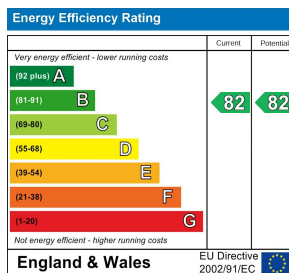 Energy Efficiency Rating
Current Potential
Very energy efficient - lower running costs
(92 plus) A
(81-91) B
82 82
(69-80) C
(55-68) D
(39-54) E
(21-38) F
(1-20) G
Not energy efficient - higher running costs
England & Wales
EU Directive
2002/91/EC